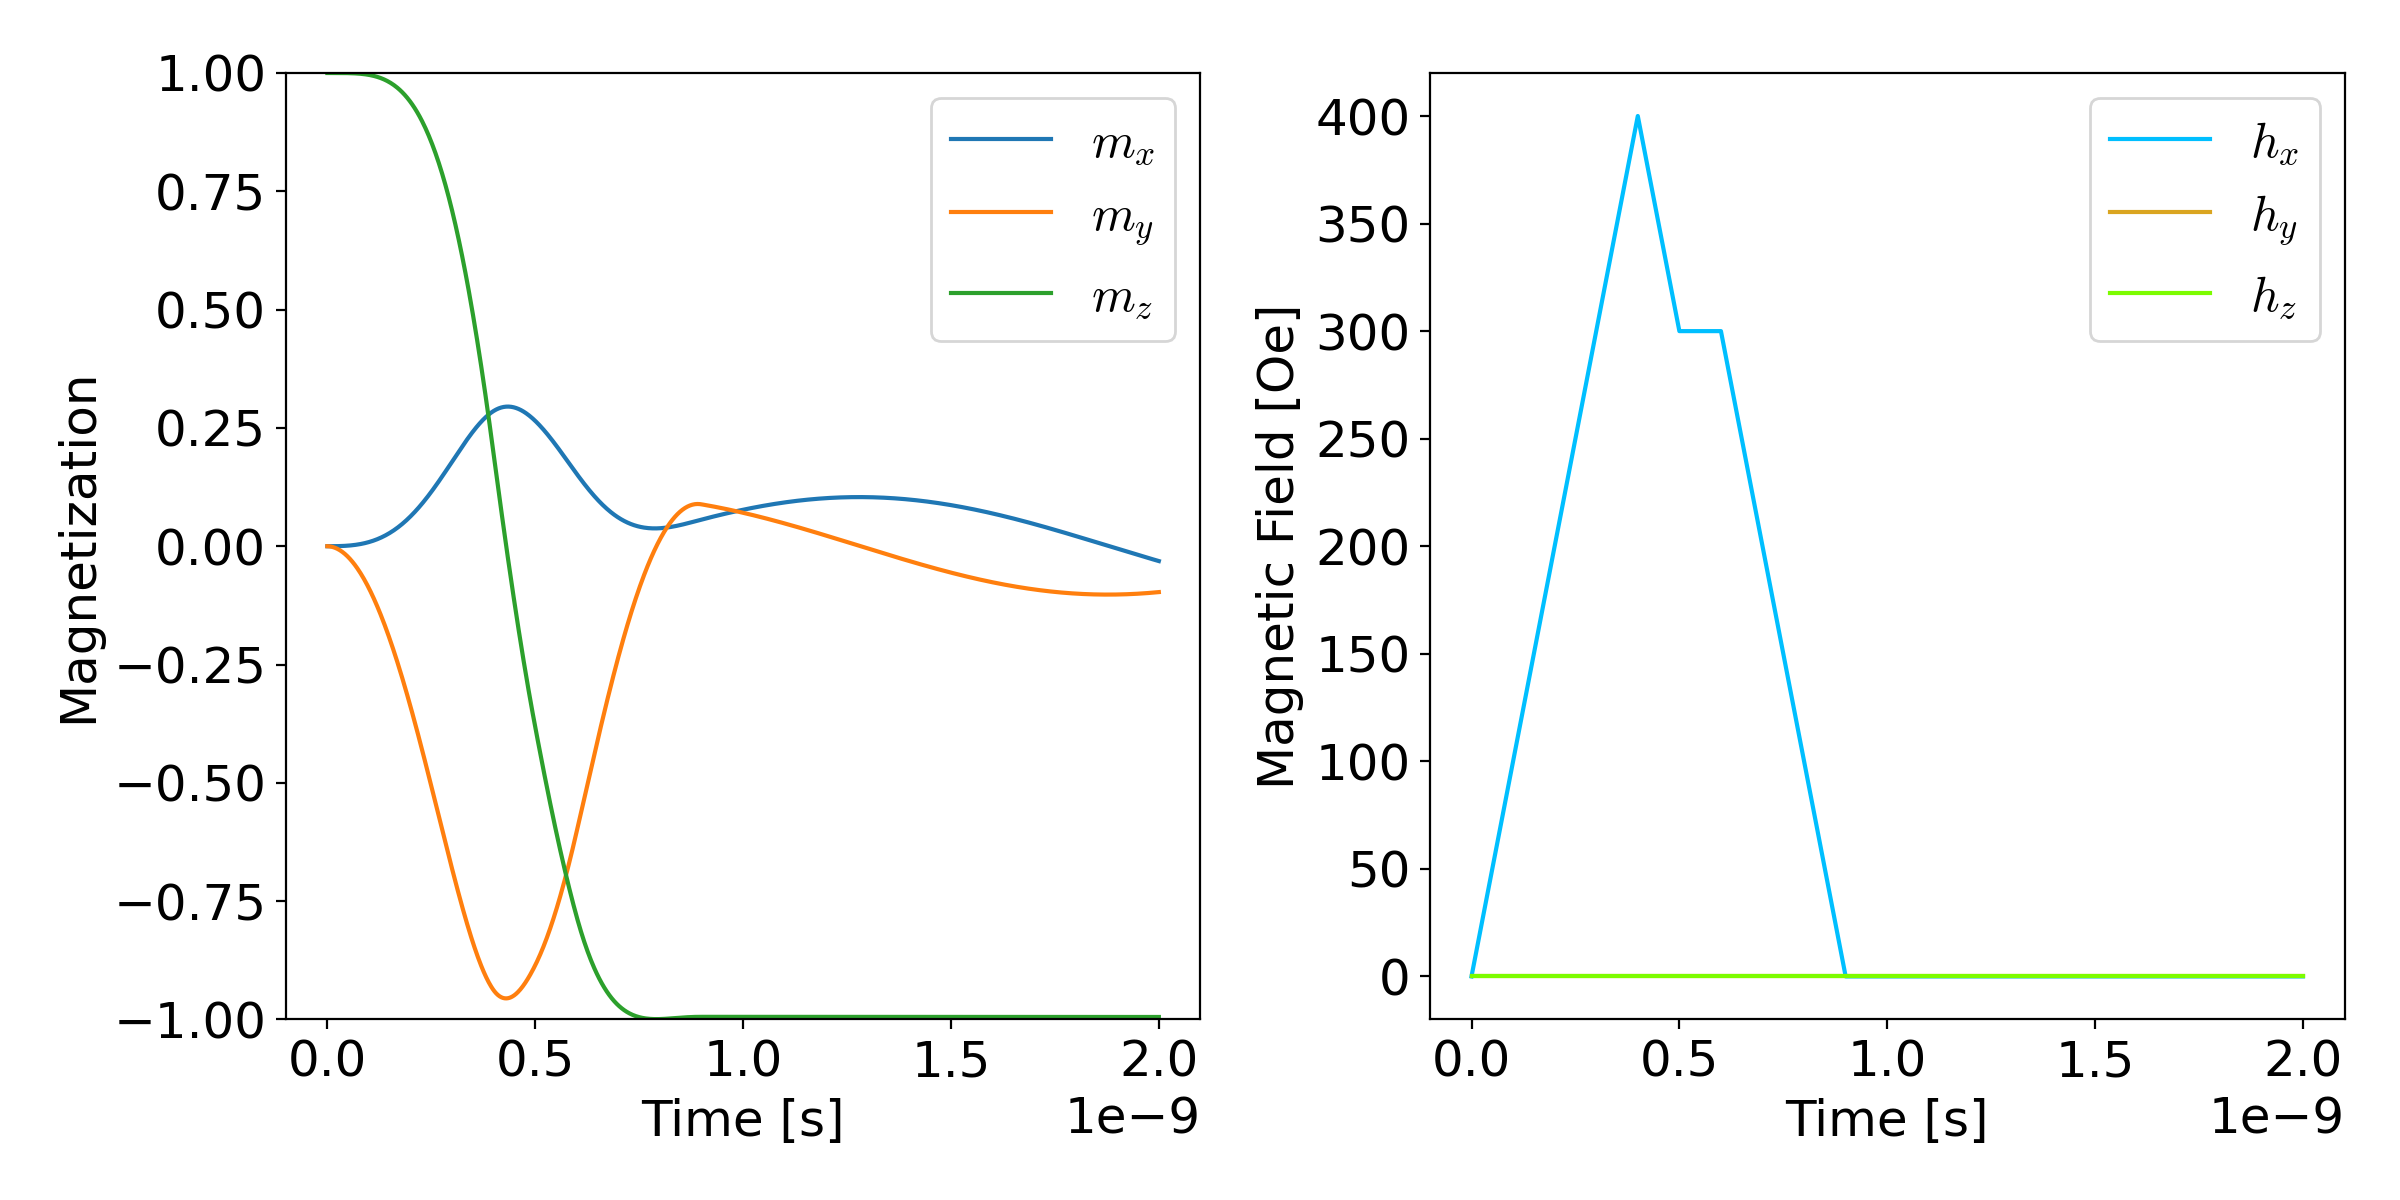 Magnetization
1.00
0.75
0.50
0.25
0.00
−0.25
−0.50
−0.75
−1.00
0.0 0.5 1.0 1.5 2.0
Time [s]
1e−9
m_x
m_y
m_z
Magnetic Field [Oe]
400
350
300
250
200
150
100
50
0
0.0 0.5 1.0 1.5 2.0
Time [s]
1e−9
h_x
h_y
h_z